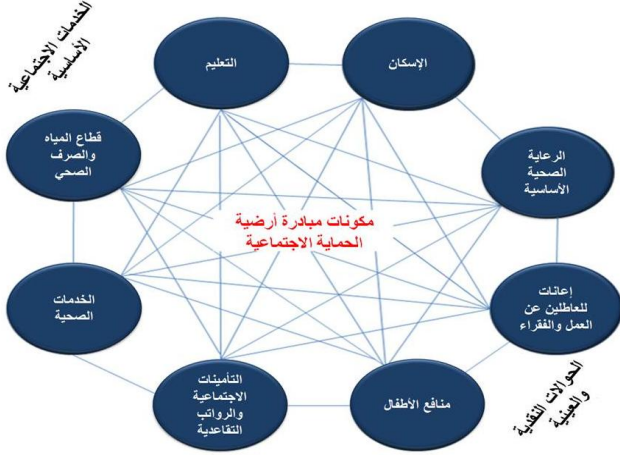 الخدمات الاجتماعية
الأساسية
التعليم
الإسكان
قطاع المياه
والصرف
الصحي
الرعاية
الصحية
الأساسية
مكونات مبادرة أرضية
الحماية الاجتماعية
الخدمات
الصحية
إعانات
للعاطلين عن
العمل والفقراء
التأمينات
الاجتماعية
والرواتب
التقاعدية
منافع الأطفال
الحوالات النقدية
والعينية